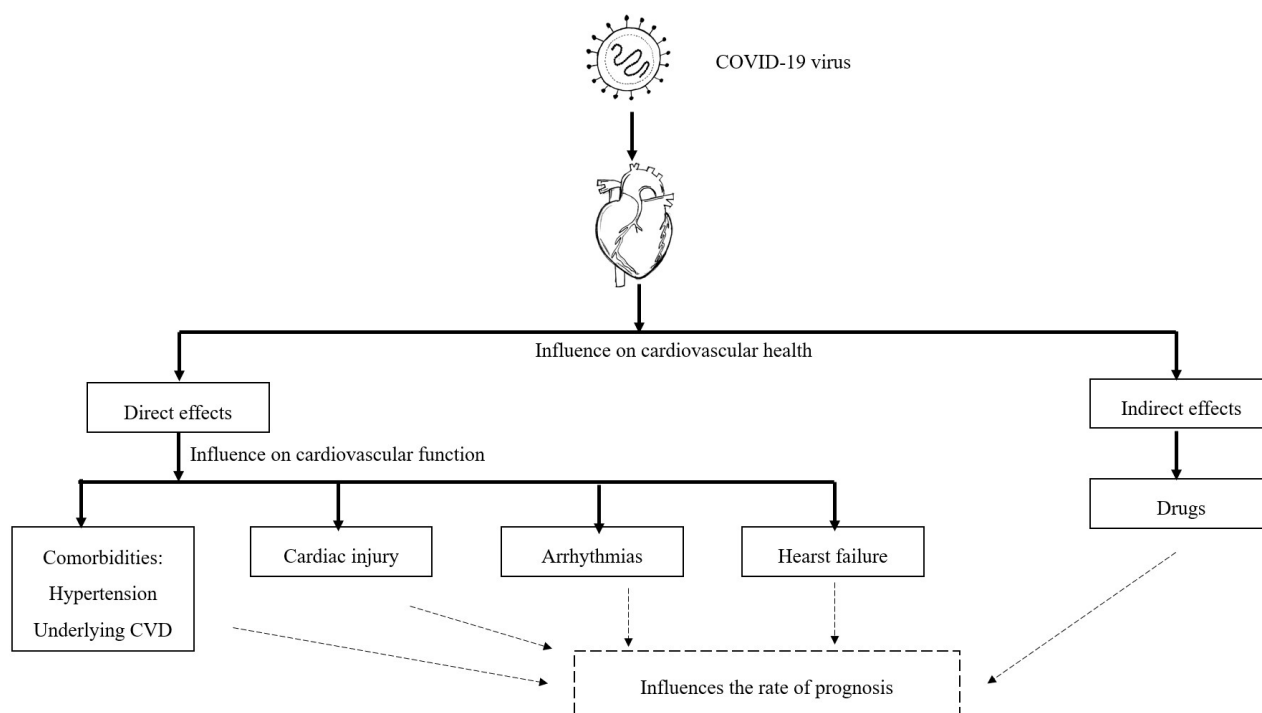 COVID-19 virus
Influence on cardiovascular health
Direct effects
Indirect effects
Influence on cardiovascular function
Drugs
Comorbidities:
Hypertension
Underlying CVD
Cardiac injury
Arrhythmias
Hearst failure
Influences the rate of prognosis